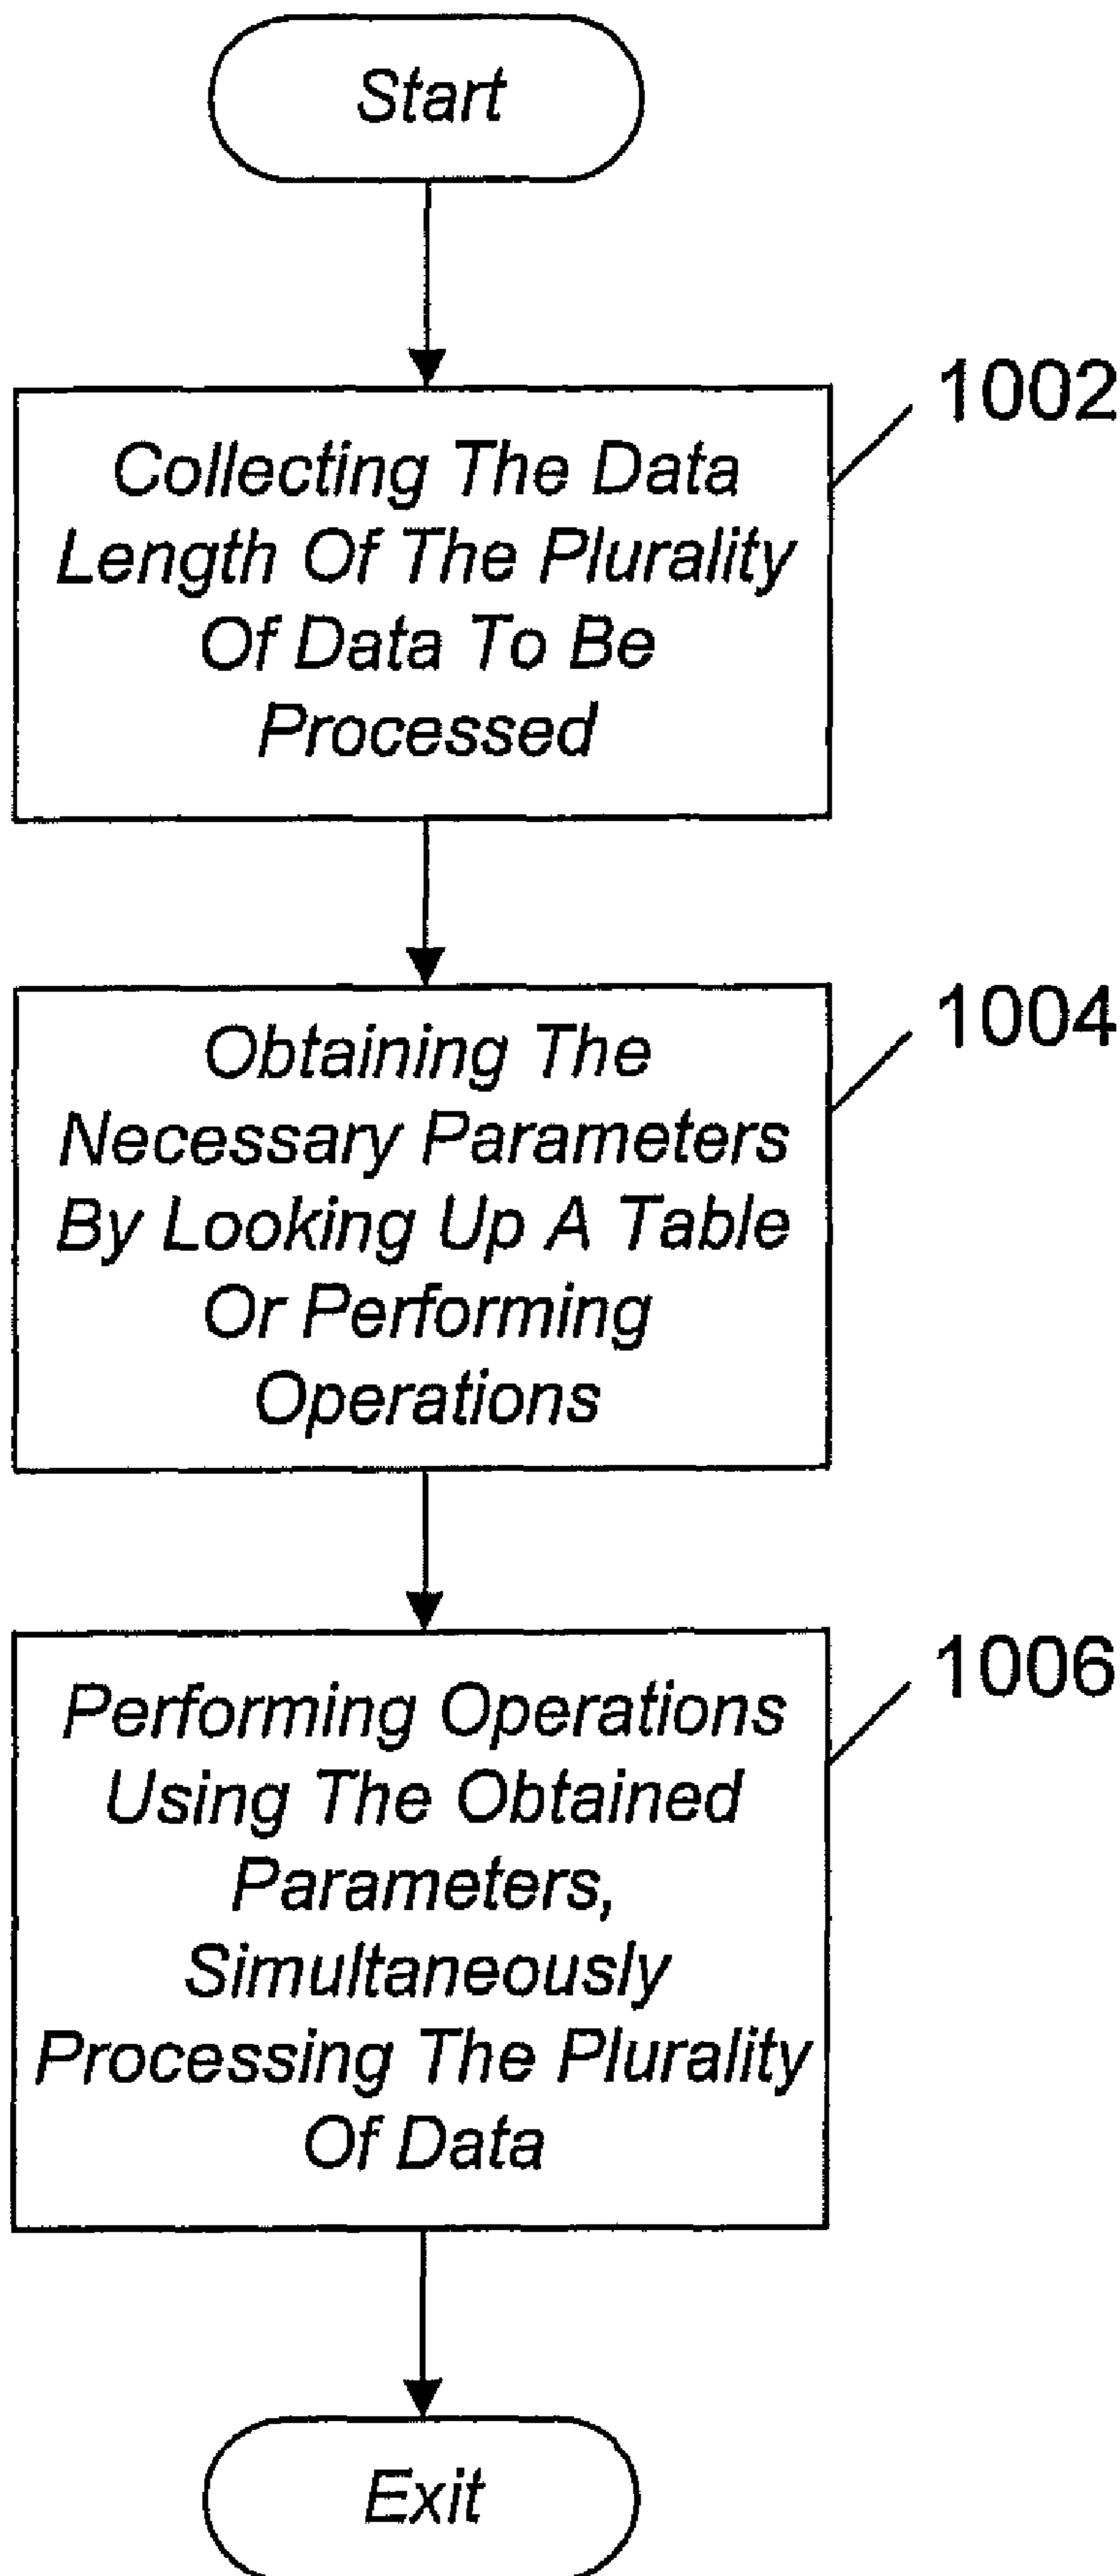 Start
1002
Collecting The Data
Length Of The Plurality
Of Data To Be
Processed
1004
Obtaining The
Necessary Parameters
By Looking Up A Table
Or Performing
Operations
1006
Performing Operations
Using The Obtained
Parameters,
Simultaneously
Processing The Plurality
Of Data
Exit